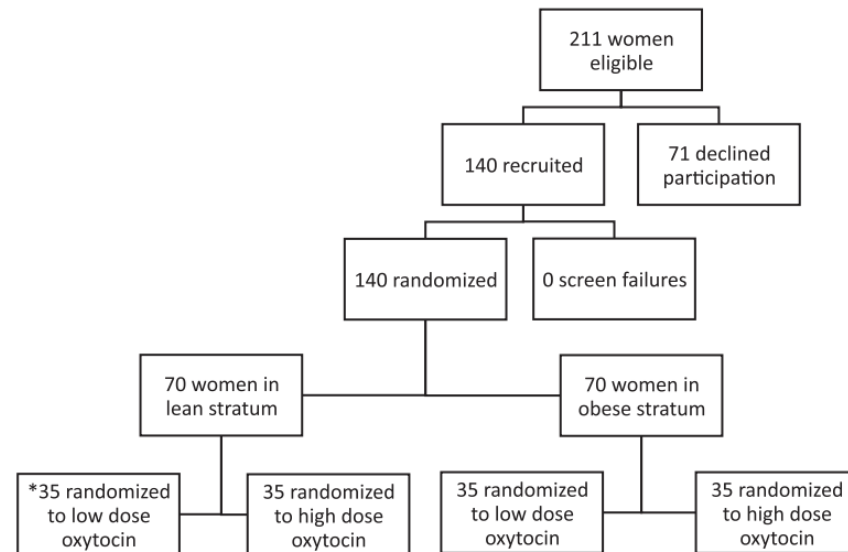 211 women
eligible
140 recruited
71 declined
participation
140 randomized
0 screen failures
70 women in
lean stratum
70 women in
obese stratum
*35 randomized
to low dose
oxytocin
35 randomized
to high dose
oxytocin
35 randomized
to low dose
oxytocin
35 randomized
to high dose
oxytocin